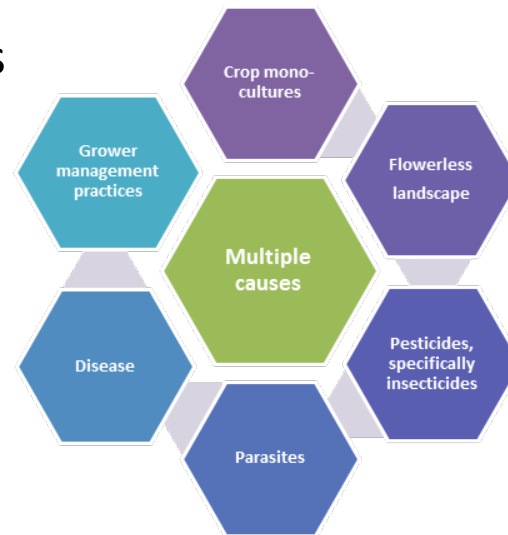 s
Crop mono-
cultures
Flowerless
landscape
Pesticides,
specifically
insecticides
Parasites
Disease
Grower
management
practices
Multiple
causes